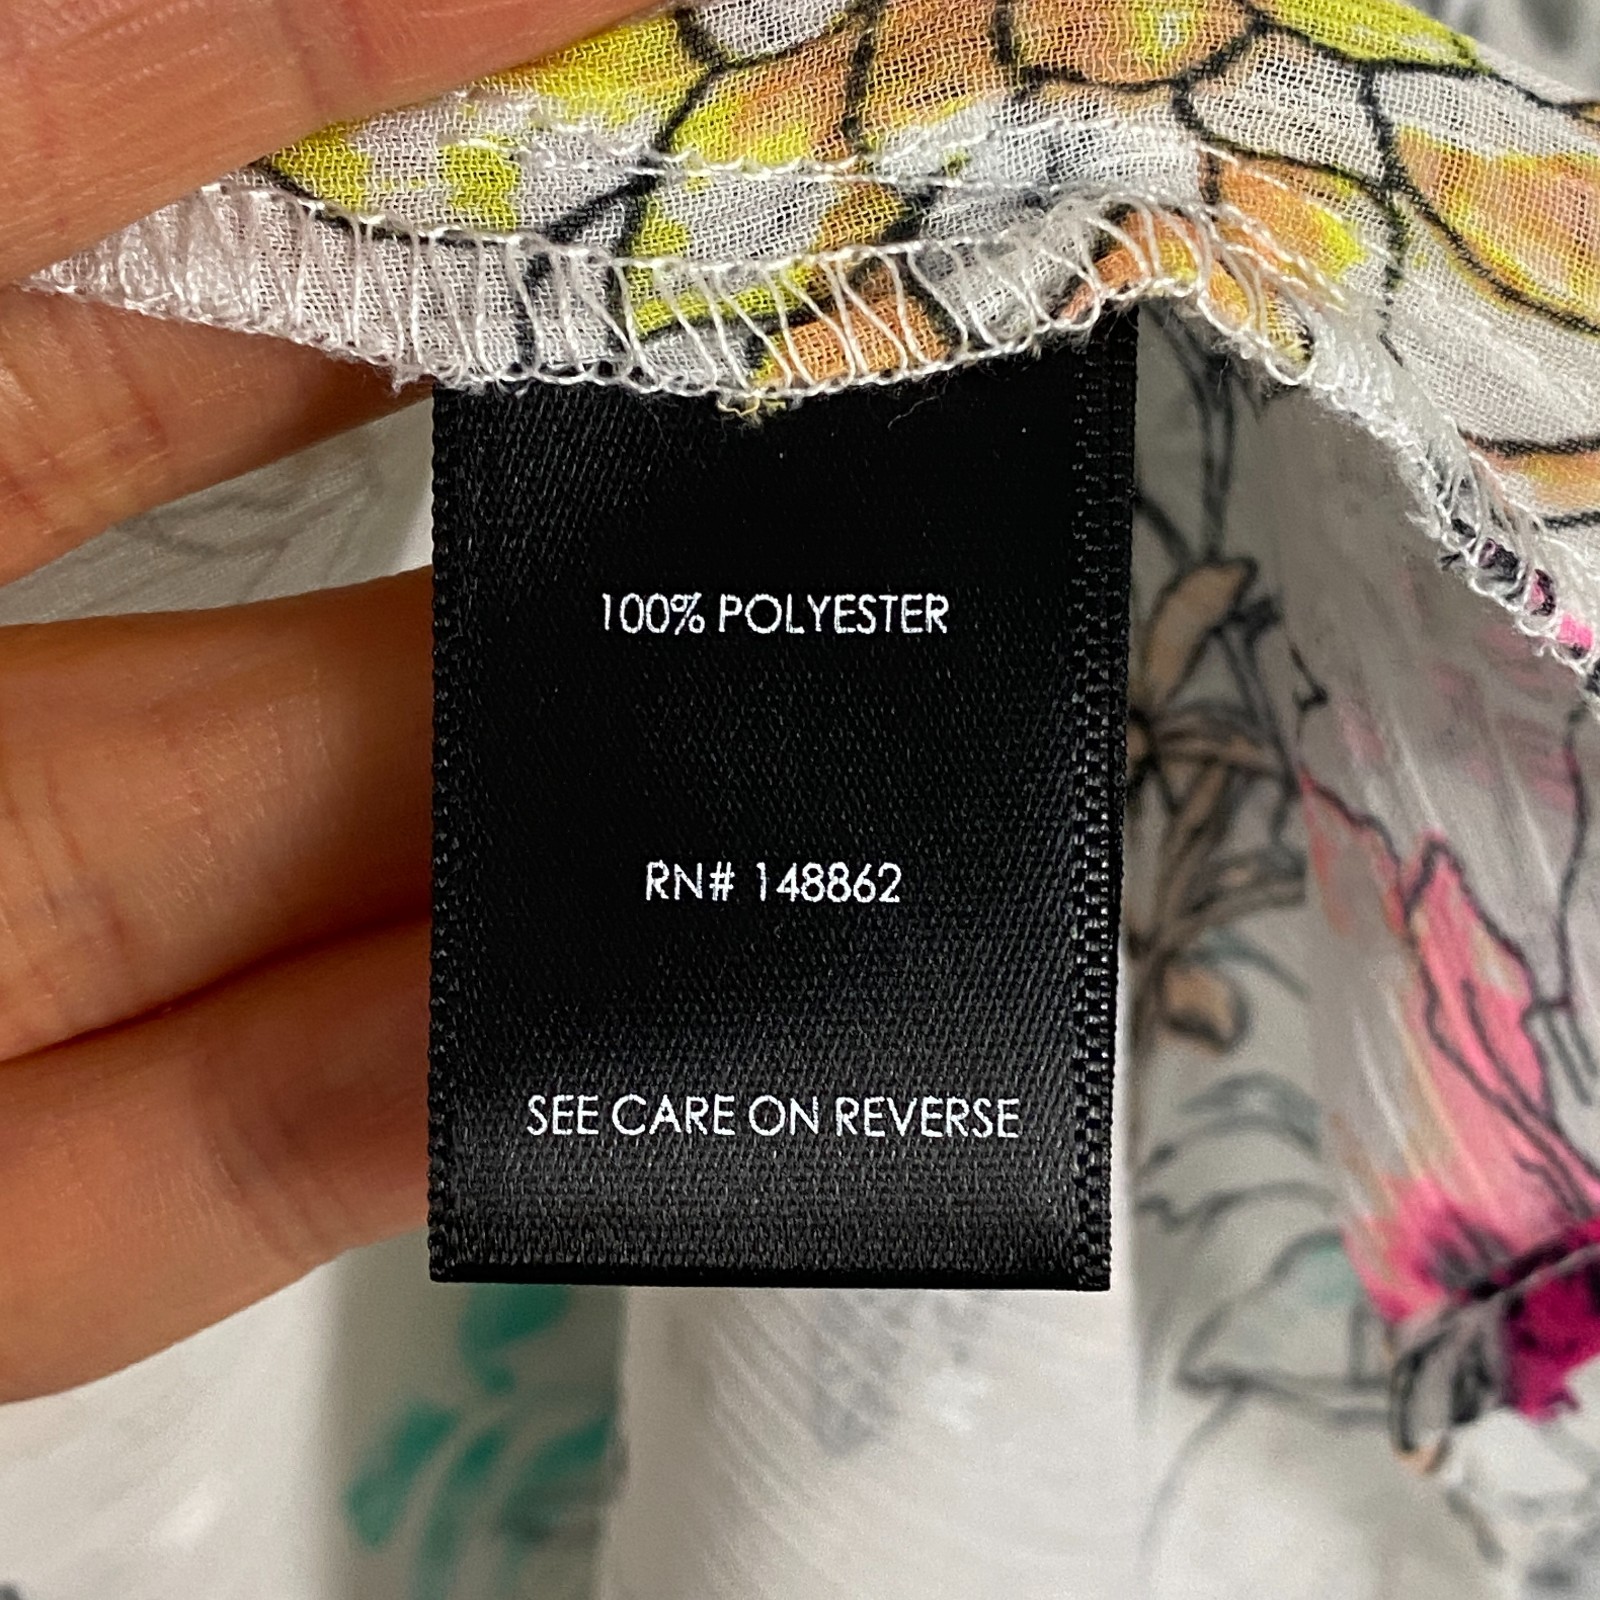 100% POLYESTER
RN# 148862
SEE CARE ON REVERSE